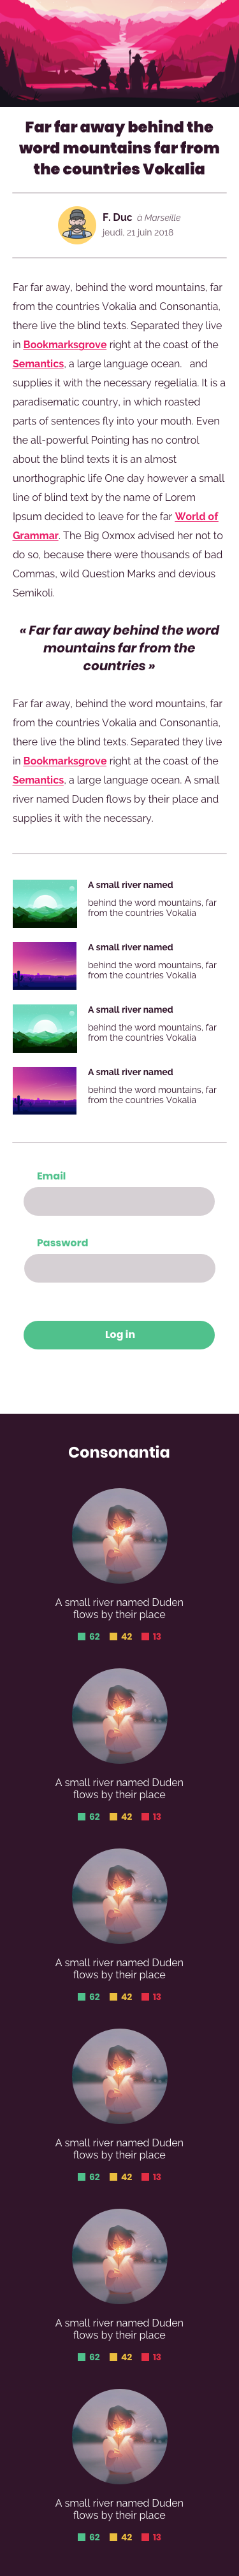 Far far away behind the
word mountains far from
the countries Vokalia
F. Duc à Marseille
jeudi, 21 juin 2018
Far far away, behind the word mountains, far
from the countries Vokalia and Consonantia,
there live the blind texts. Separated they live
in Bookmarksgrove right at the coast of the
Semantics, a large language ocean. and
supplies it with the necessary regelialia. It is a
paradisematic country, in which roasted
parts of sentences fly into your mouth. Even
the all-powerful Pointing has no control
about the blind texts it is an almost
unorthographic life One day however a small
line of blind text by the name of Lorem
Ipsum decided to leave for the far World of
Grammar. The Big Oxmox advised her not to
do so, because there were thousands of bad
Commas, wild Question Marks and devious
Semikoli.
« Far far away behind the word
mountains far from the
countries »
Far far away, behind the word mountains, far
from the countries Vokalia and Consonantia,
there live the blind texts. Separated they live
in Bookmarksgrove right at the coast of the
Semantics, a large language ocean. A small
river named Duden flows by their place and
supplies it with the necessary.
A small river named
behind the word mountains, far
from the countries Vokalia
A small river named
behind the word mountains, far
from the countries Vokalia
A small river named
behind the word mountains, far
from the countries Vokalia
A small river named
behind the word mountains, far
from the countries Vokalia
Email
Password
Log in
Consonantia
A small river named Duden
flows by their place
62 42 13
A small river named Duden
flows by their place
62 42 13
A small river named Duden
flows by their place
62 42 13
A small river named Duden
flows by their place
62 42 13
A small river named Duden
flows by their place
62 42 13
A small river named Duden
flows by their place
62 42 13